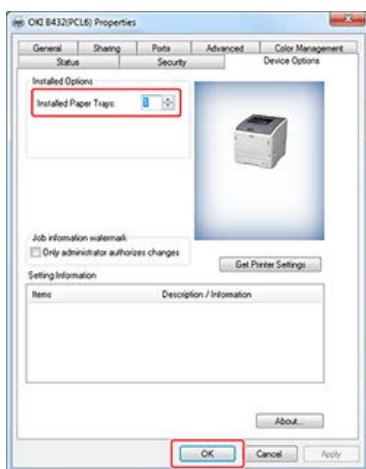 OKI B432(PCL6) Properties
General Sharing Ports Advanced Color Management
Status Security Device Options
Installed Options
Installed Paper Trays: 1
Job information watermark
Only administrator authorizes changes
Get Printer Settings
Setting Information
Items Description / Information
About...
OK Cancel Apply